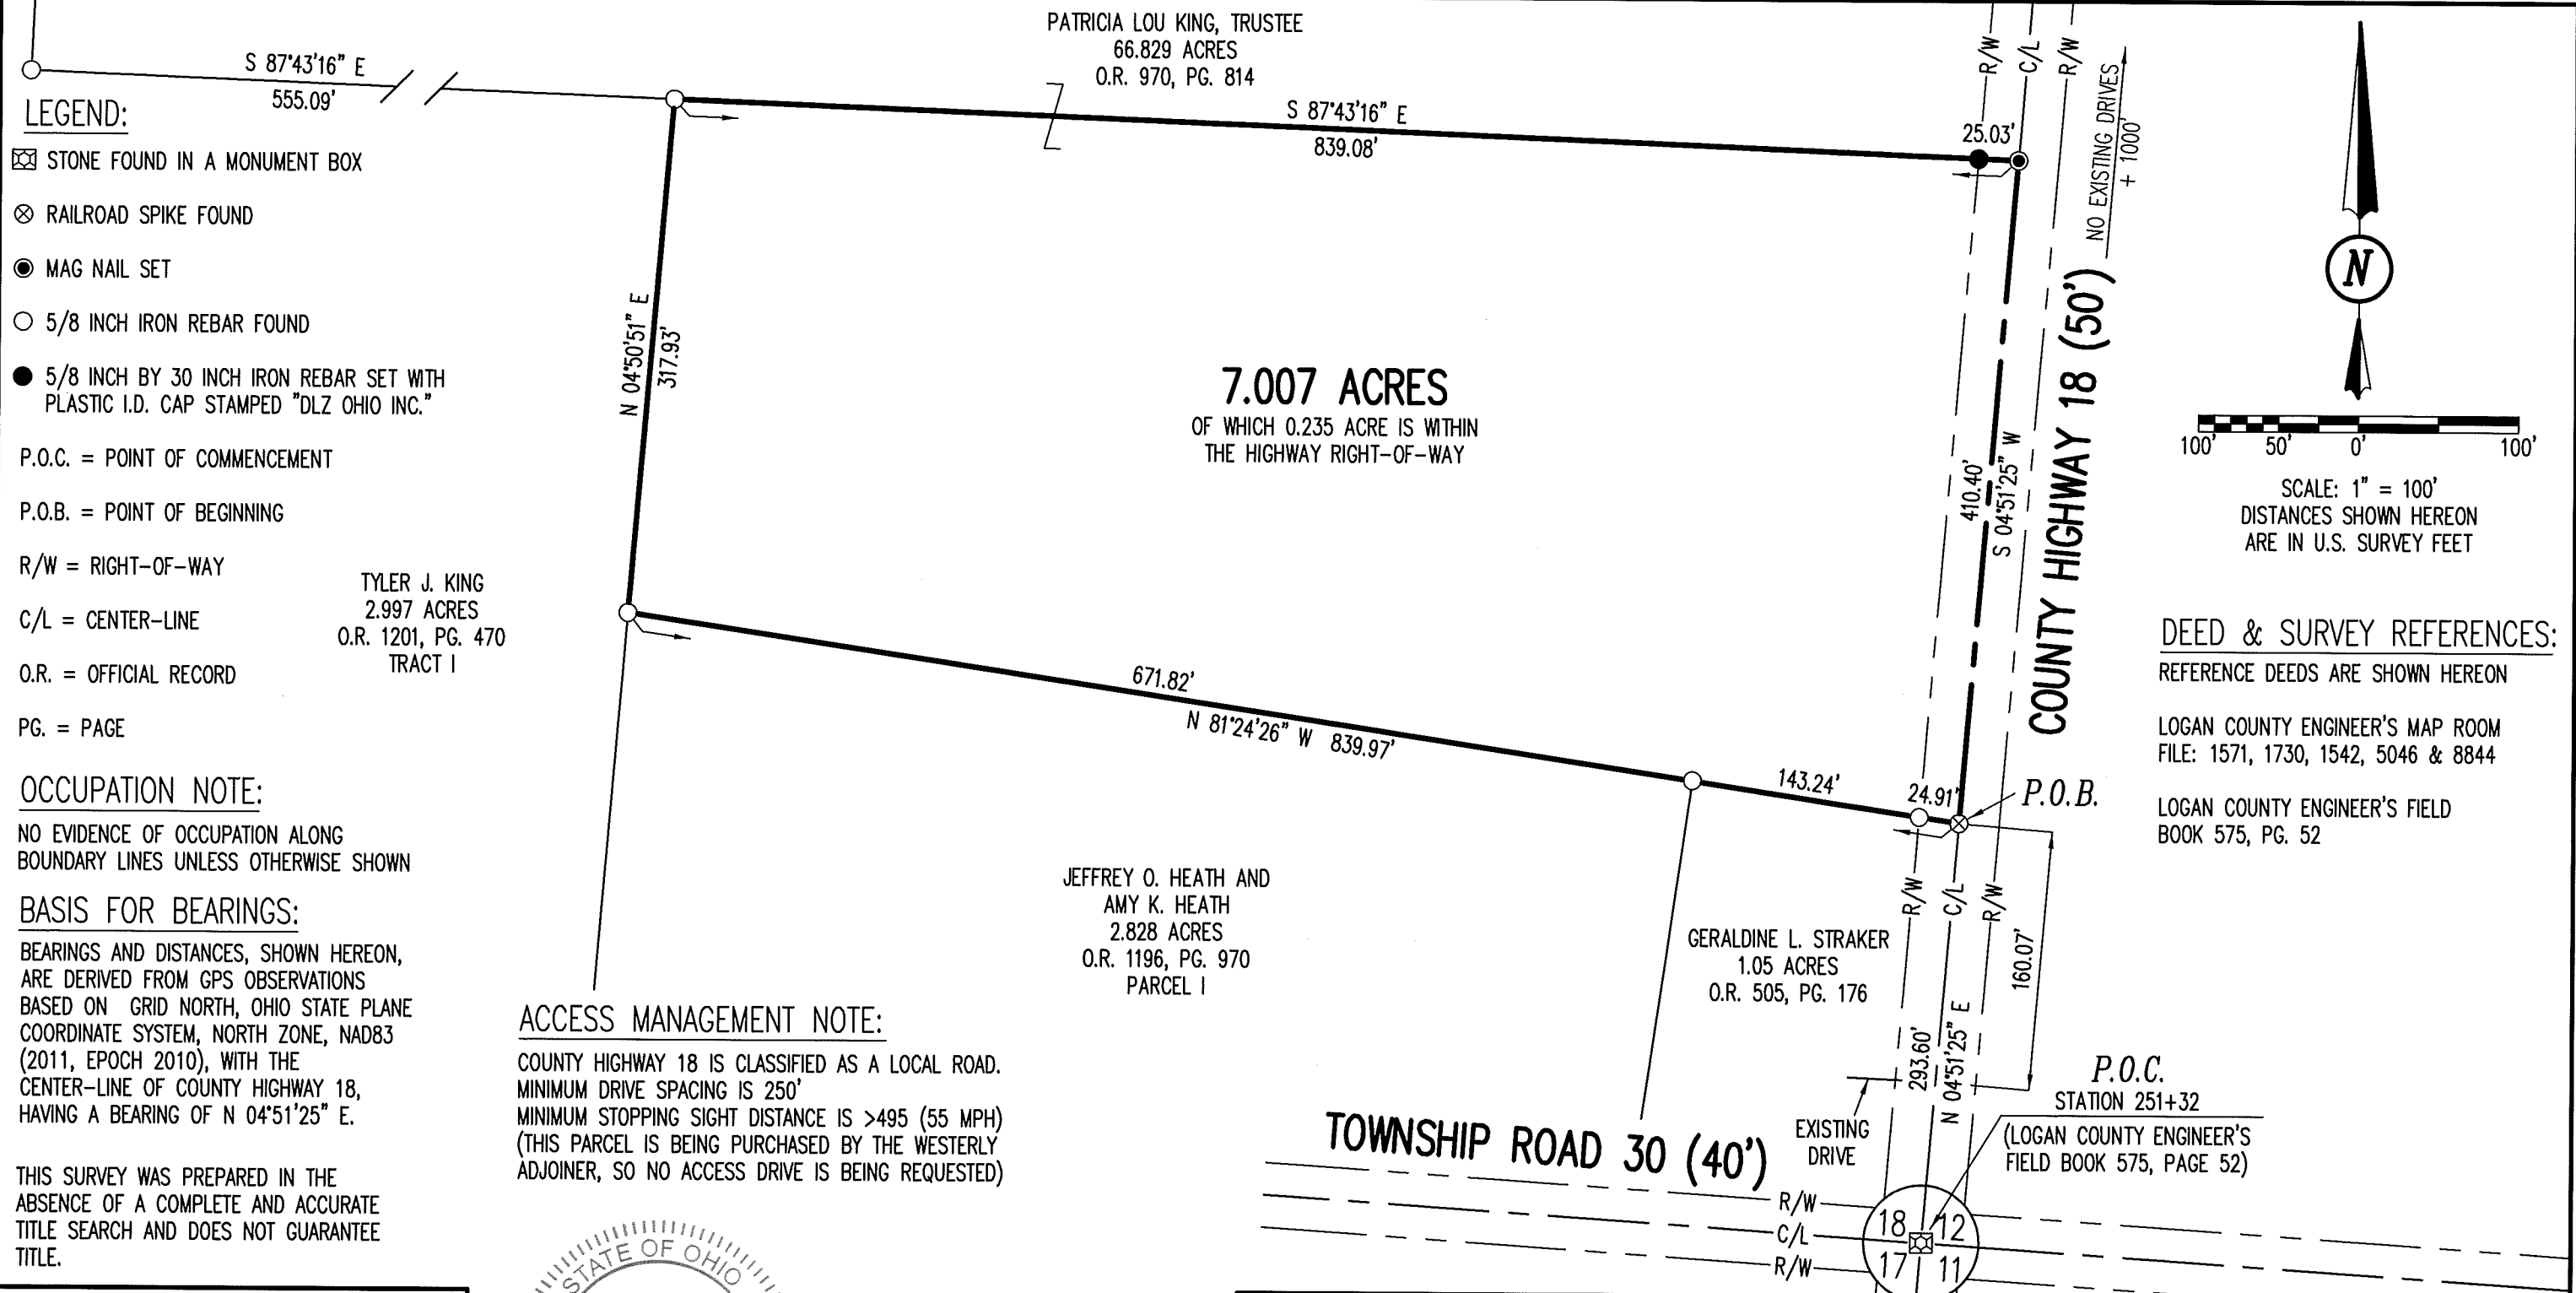 PATRICIA LOU KING, TRUSTEE
66.829 ACRES
O.R. 970, PG. 814
S 87°43'16" E
555.09'
S 87°43'16" E
839.08'
25.03'
R/W
C/L
R/W
NO EXISTING DRIVES
+ 1000'
LEGEND:
STONE FOUND IN A MONUMENT BOX
RAILROAD SPIKE FOUND
MAG NAIL SET
5/8 INCH IRON REBAR FOUND
5/8 INCH BY 30 INCH IRON REBAR SET WITH
PLASTIC I.D. CAP STAMPED "DLZ OHIO INC."
P.O.C. = POINT OF COMMENCEMENT
P.O.B. = POINT OF BEGINNING
R/W = RIGHT-OF-WAY
C/L = CENTER-LINE
O.R. = OFFICIAL RECORD
PG. = PAGE
N 04°50'51" E
317.93'
7.007 ACRES
OF WHICH 0.235 ACRE IS WITHIN
THE HIGHWAY RIGHT-OF-WAY
410.40'
S 04°51'25" W
COUNTY HIGHWAY 18 (50')
N
100' 50' 0' 100'
SCALE: 1" = 100'
DISTANCES SHOWN HEREON
ARE IN U.S. SURVEY FEET
TYLER J. KING
2.997 ACRES
O.R. 1201, PG. 470
TRACT I
671.82'
N 81°24'26" W 839.97'
143.24'
24.91'
P.O.B.
DEED & SURVEY REFERENCES:
REFERENCE DEEDS ARE SHOWN HEREON
LOGAN COUNTY ENGINEER'S MAP ROOM
FILE: 1571, 1730, 1542, 5046 & 8844
LOGAN COUNTY ENGINEER'S FIELD
BOOK 575, PG. 52
OCCUPATION NOTE:
NO EVIDENCE OF OCCUPATION ALONG
BOUNDARY LINES UNLESS OTHERWISE SHOWN
BASIS FOR BEARINGS:
BEARINGS AND DISTANCES, SHOWN HEREON,
ARE DERIVED FROM GPS OBSERVATIONS
BASED ON GRID NORTH, OHIO STATE PLANE
COORDINATE SYSTEM, NORTH ZONE, NAD83
(2011, EPOCH 2010), WITH THE
CENTER-LINE OF COUNTY HIGHWAY 18,
HAVING A BEARING OF N 04°51'25" E.
THIS SURVEY WAS PREPARED IN THE
ABSENCE OF A COMPLETE AND ACCURATE
TITLE SEARCH AND DOES NOT GUARANTEE
TITLE.
JEFFREY O. HEATH AND
AMY K. HEATH
2.828 ACRES
O.R. 1196, PG. 970
PARCEL I
GERALDINE L. STRAKER
1.05 ACRES
O.R. 505, PG. 176
R/W
C/L
R/W
160.07'
293.60'
N 04°51'25" E
ACCESS MANAGEMENT NOTE:
COUNTY HIGHWAY 18 IS CLASSIFIED AS A LOCAL ROAD.
MINIMUM DRIVE SPACING IS 250'
MINIMUM STOPPING SIGHT DISTANCE IS >495 (55 MPH)
(THIS PARCEL IS BEING PURCHASED BY THE WESTERLY
ADJOINER, SO NO ACCESS DRIVE IS BEING REQUESTED)
TOWNSHIP ROAD 30 (40')
EXISTING
DRIVE
P.O.C.
STATION 251+32
(LOGAN COUNTY ENGINEER'S
FIELD BOOK 575, PAGE 52)
R/W
C/L
R/W
18 12
17 11
STATE OF OHIO